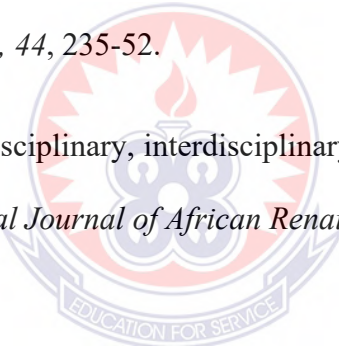 , 44, 235-52.
sciplinary, interdisciplinary
al Journal of African Renai
EDUCATION FOR SERVICE